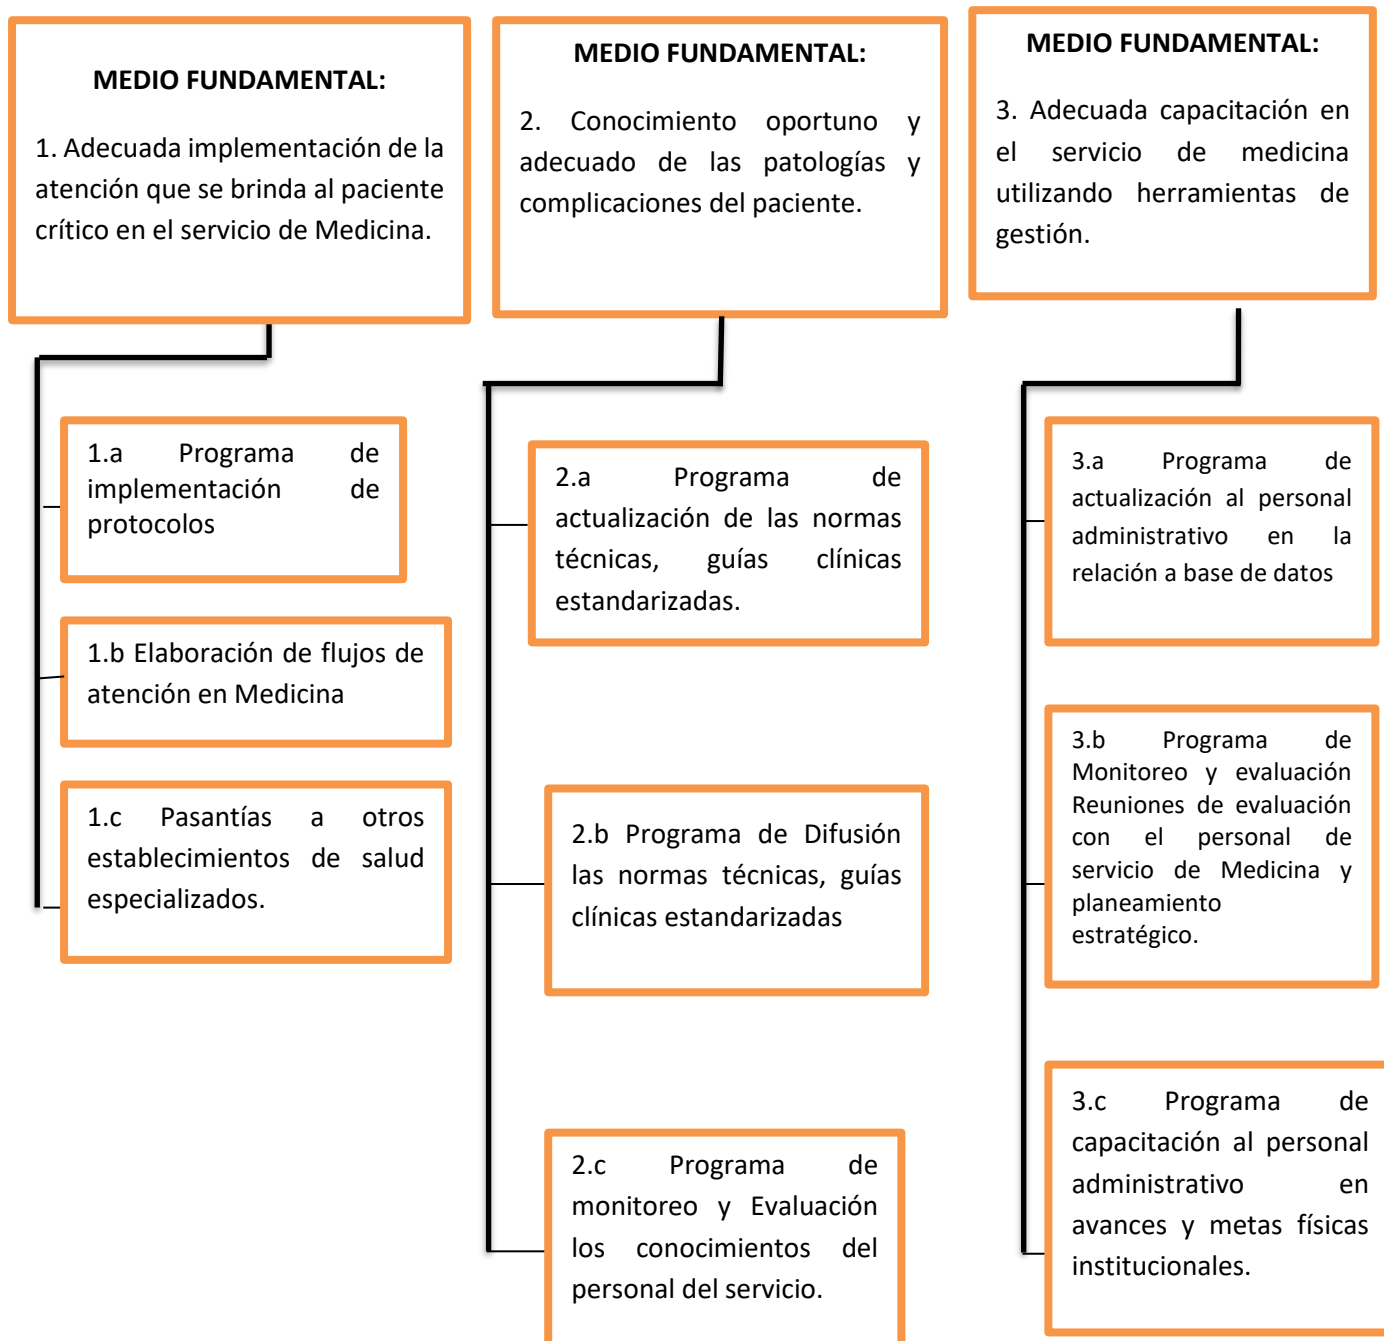 MEDIO FUNDAMENTAL:
1. Adecuada implementación de la
atención que se brinda al paciente
crítico en el servicio de Medicina.
MEDIO FUNDAMENTAL:
2. Conocimiento oportuno y
adecuado de las patologías y
complicaciones del paciente.
MEDIO FUNDAMENTAL:
3. Adecuada capacitación en
el servicio de medicina
utilizando herramientas de
gestión.
1.a Programa de
implementación de
protocolos
1.b Elaboración de flujos de
atención en Medicina
1.c Pasantías a otros
establecimientos de salud
especializados.
2.a Programa de
actualización de las normas
técnicas, guías clínicas
estandarizadas.
2.b Programa de Difusión
las normas técnicas, guías
clínicas estandarizadas
2.c Programa de
monitoreo y Evaluación
los conocimientos del
personal del servicio.
3.a Programa de
actualización al personal
administrativo en la
relación a base de datos
3.b Programa de
Monitoreo y evaluación
Reuniones de evaluación
con el personal de
servicio de Medicina y
planeamiento
estratégico.
3.c Programa de
capacitación al personal
administrativo en
avances y metas físicas
institucionales.